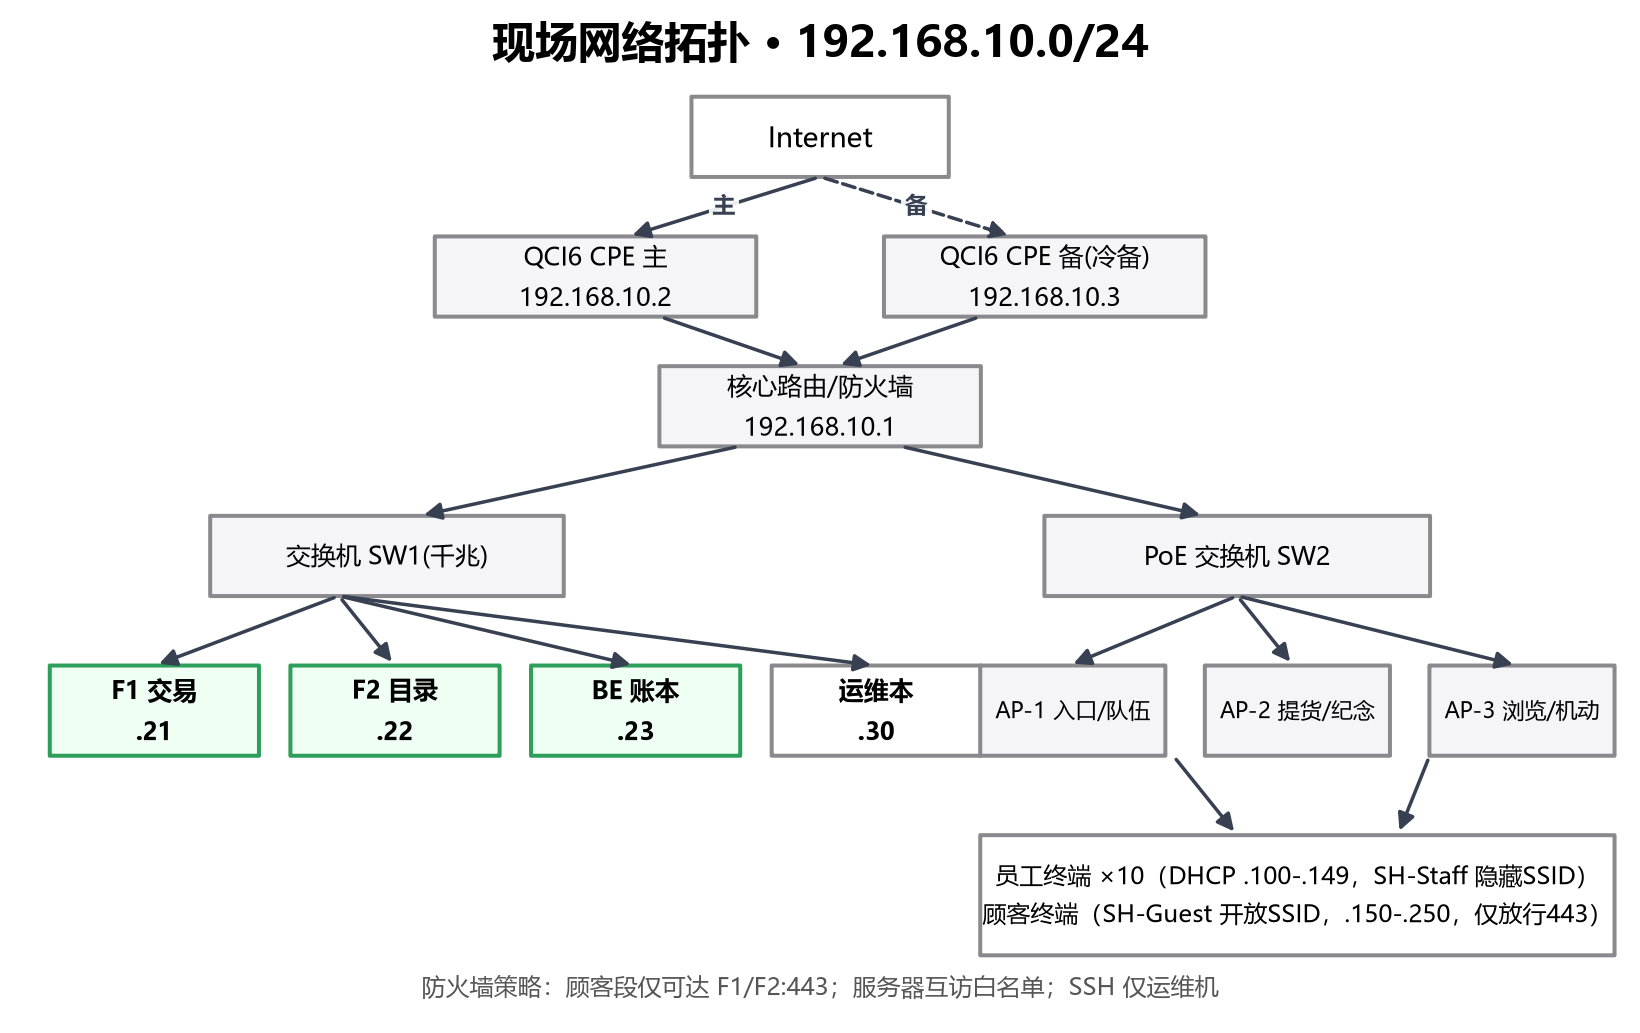 现场网络拓扑 • 192.168.10.0/24
Internet
主
备
QCI6 CPE 主
192.168.10.2
QCI6 CPE 备(冷备)
192.168.10.3
核心路由/防火墙
192.168.10.1
交换机 SW1(千兆)
PoE 交换机 SW2
F1 交易
.21
F2 目录
.22
BE 账本
.23
运维本
.30
AP-1 入口/队伍
AP-2 提货/纪念
AP-3 浏览/机动
员工终端 ×10（DHCP .100-.149，SH-Staff 隐藏SSID）
顾客终端（SH-Guest 开放SSID，.150-.250，仅放行443）
防火墙策略：顾客段仅可达 F1/F2:443；服务器互访白名单；SSH 仅运维机